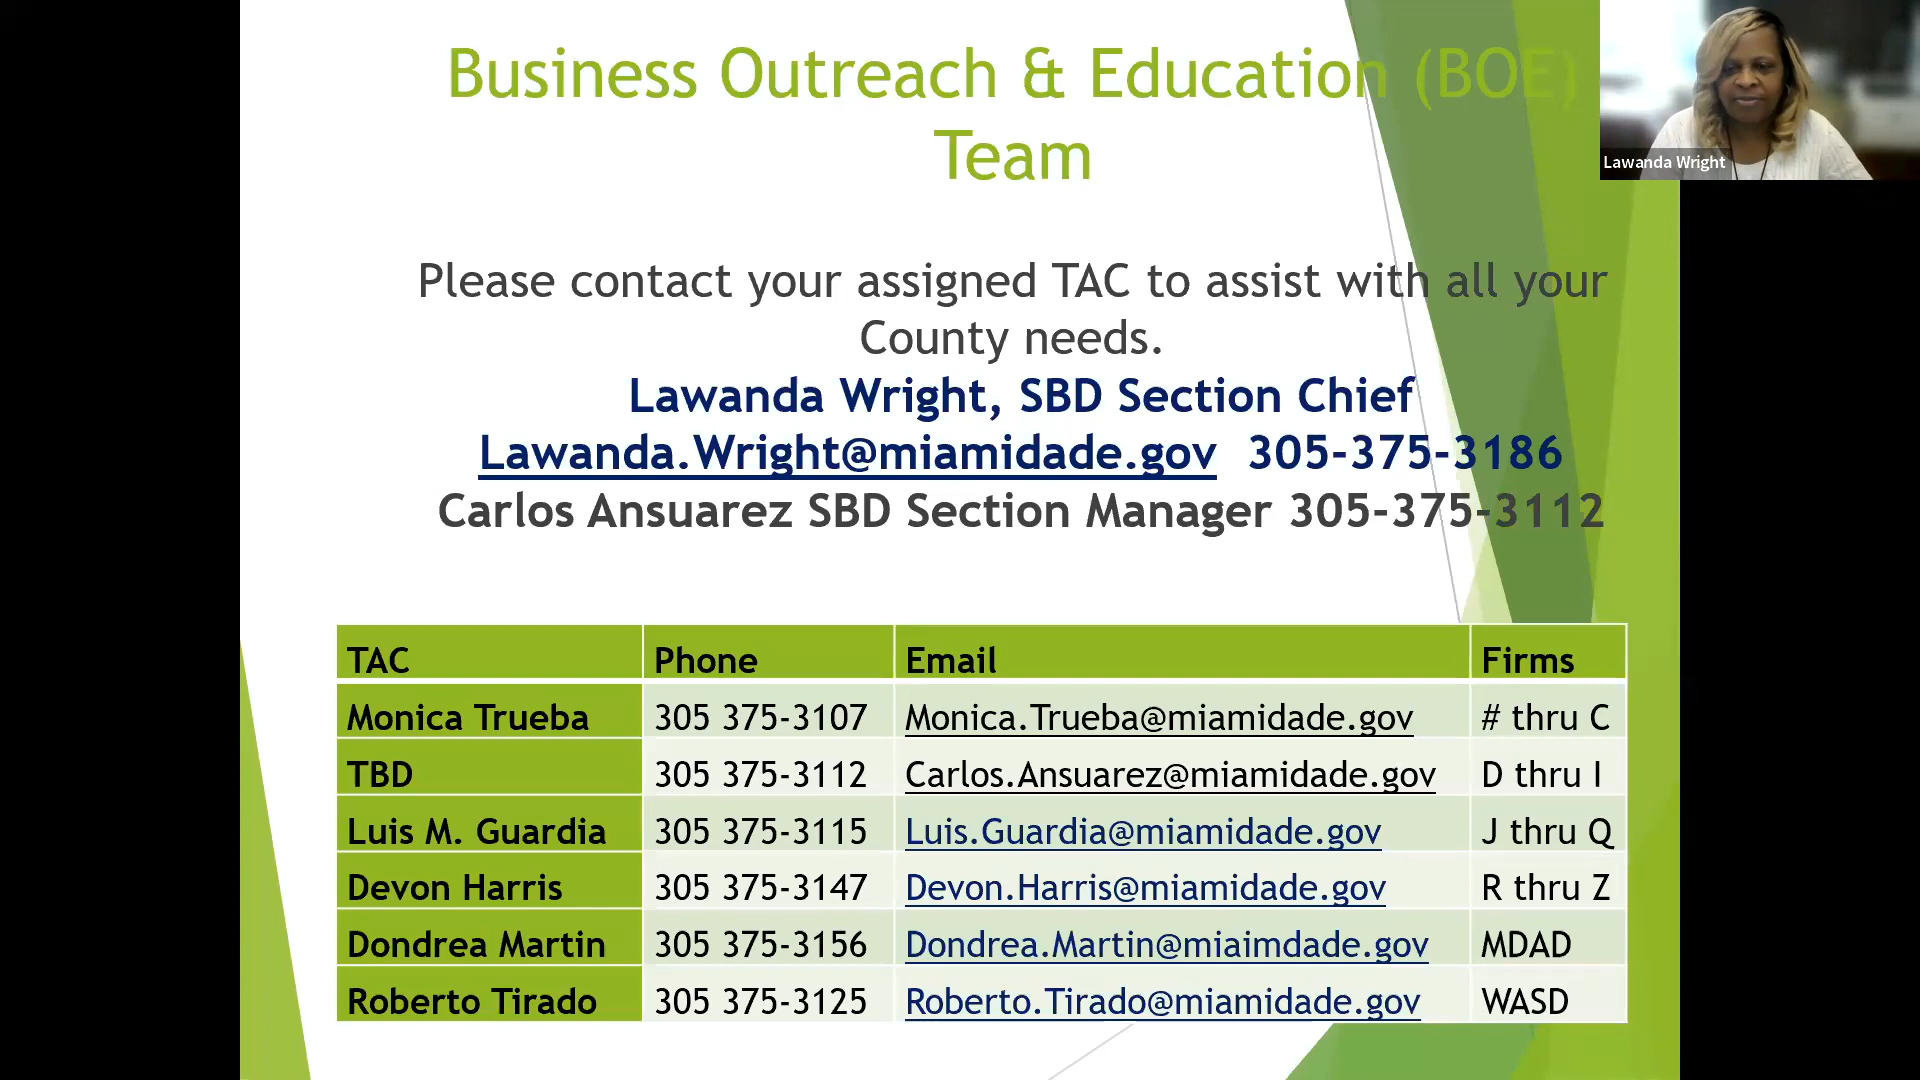 Business Outreach & Education (BOE)
Team
Lawanda Wright
Please contact your assigned TAC to assist with all your
County needs.
Lawanda Wright, SBD Section Chief
Lawanda.Wright@miamidade.gov 305-375-3186
Carlos Ansuarez SBD Section Manager 305-375-3112
TAC Phone Email Firms
Monica Trueba 305 375-3107 Monica.Trueba@miamidade.gov # thru C
TBD 305 375-3112 Carlos.Ansuarez@miamidade.gov D thru I
Luis M. Guardia 305 375-3115 Luis.Guardia@miamidade.gov J thru Q
Devon Harris 305 375-3147 Devon.Harris@miamidade.gov R thru Z
Dondrea Martin 305 375-3156 Dondrea.Martin@miaimdade.gov MDAD
Roberto Tirado 305 375-3125 Roberto.Tirado@miamidade.gov WASD